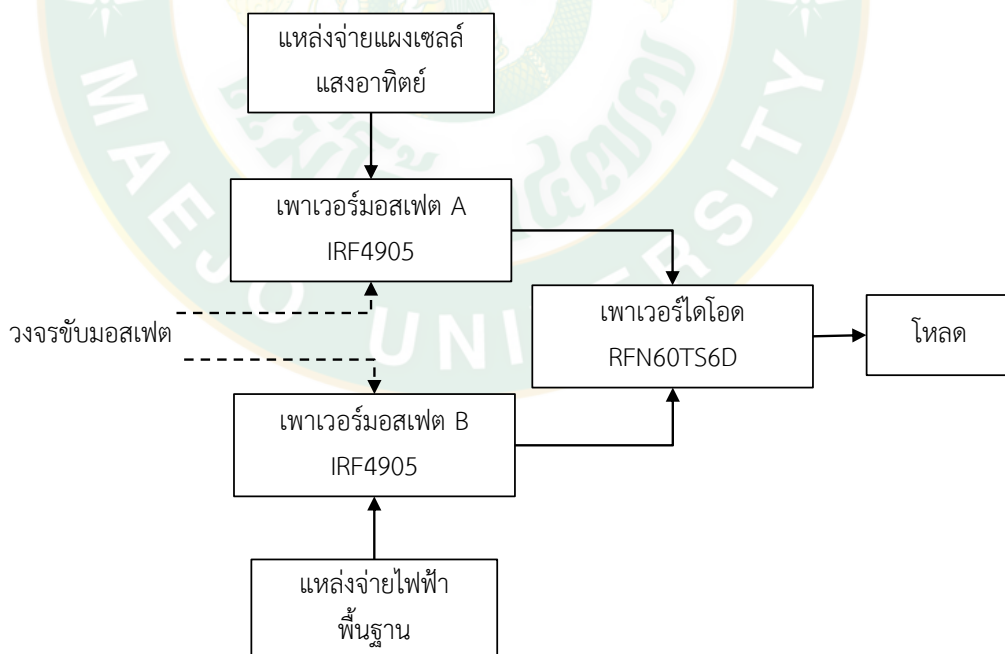 แหล่งจ่ายแผงเซลล์
แสงอาทิตย์
เพาเวอร์มอสเฟต A
IRF4905
เพาเวอร์ไดโอด
RFN60TS6D
โหลด
วงจรขับมอสเฟต
เพาเวอร์มอสเฟต B
IRF4905
แหล่งจ่ายไฟฟ้า
พื้นฐาน
MAEJO UNIVERSITY